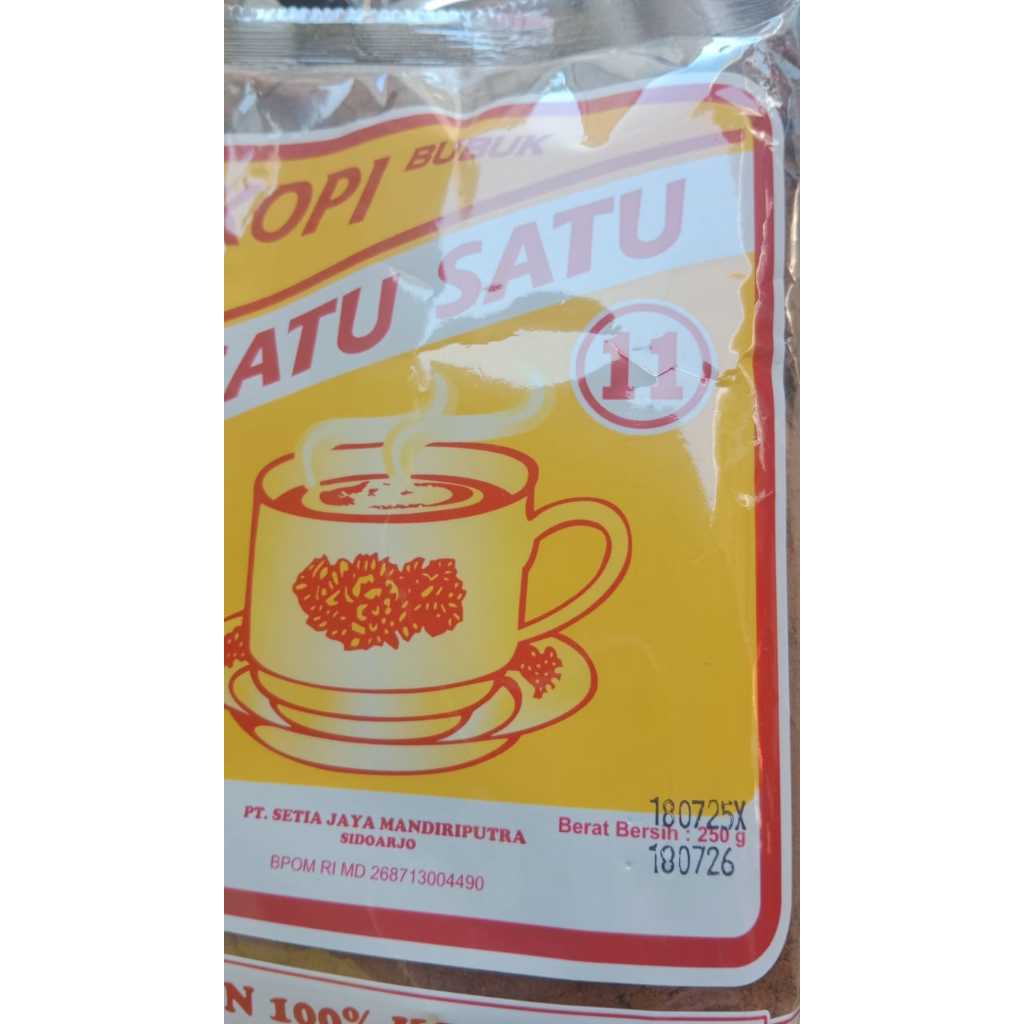 KOPI BUBUK
SATU SATU
11
PT. SETIA JAYA MANDIRIPUTRA
SIDOARJO
BPOM RI MD 268713004490
180725X
Berat Bersih : 250 g
180726
N 100% K